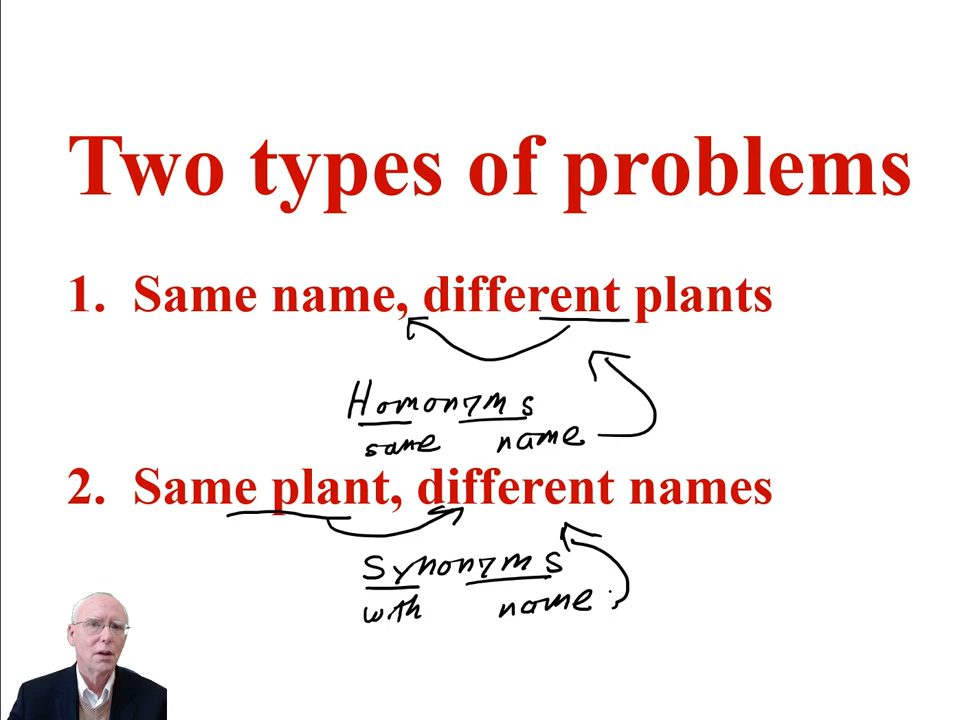 Two types of problems
1. Same name, different plants
Homonyms
same name
2. Same plant, different names
Synonyms
with name